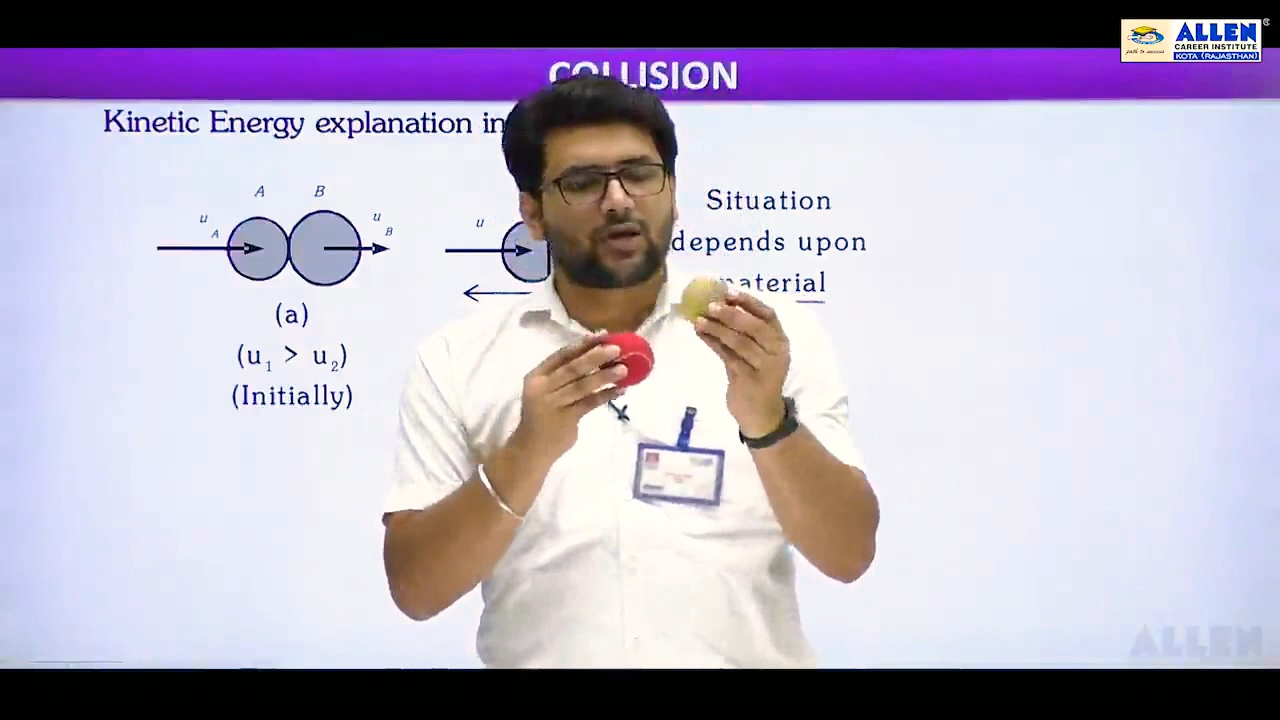 ALLEN
CAREER INSTITUTE
KOTA (RAJASTHAN)
path to success
COLLISION
Kinetic Energy explanation in
A B
u A
u B
u
Situation
depends upon
material
(a)
(u₁ > u₂)
(Initially)
ALLEN